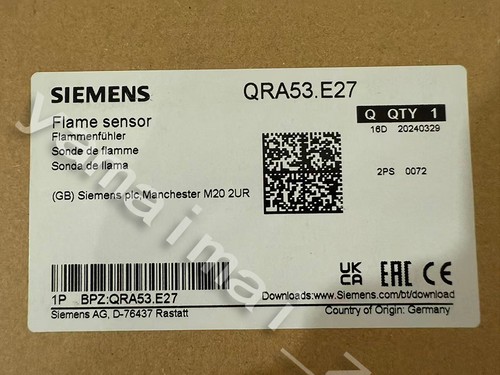 SIEMENS
QRA53.E27
Flame sensor
Flammenfühler
Sonde de flamme
Sonda de llama
Q QTY 1
16D 20240329
2PS 0072
(GB) Siemens plc,Manchester M20 2UR
UK CA EAC CE
1P BPZ:QRA53.E27
Downloads:www.Siemens.com/bt/download
Siemens AG, D-76437 Rastatt
Country of Origin: Germany
yamaimai_